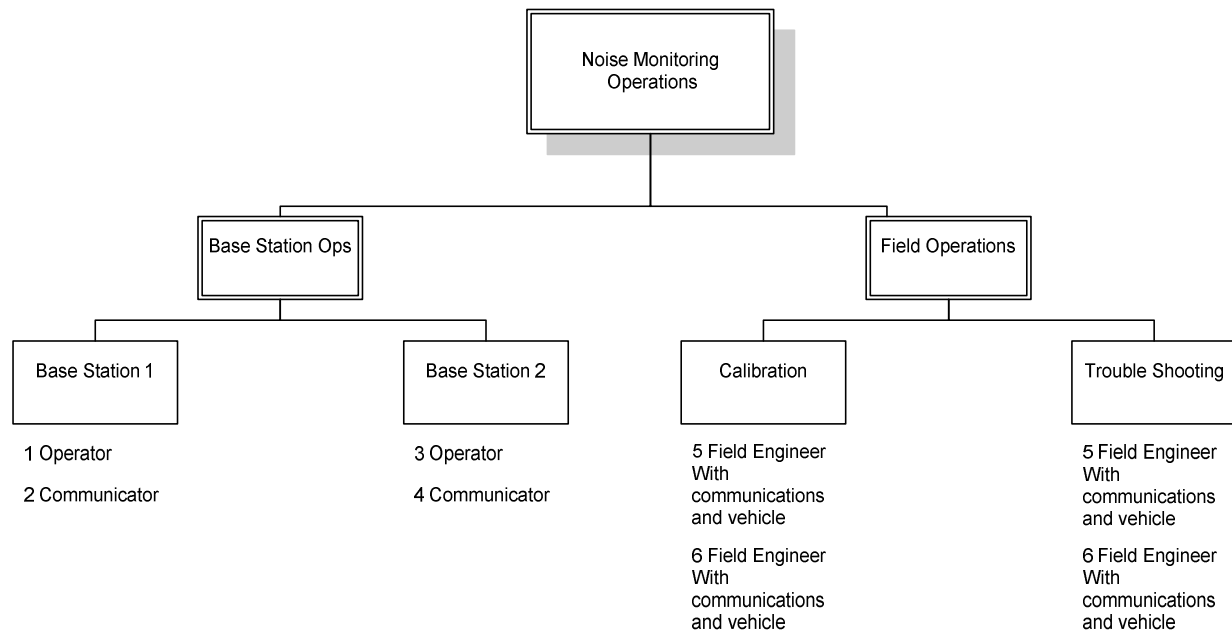 Noise Monitoring
Operations
Base Station Ops
Field Operations
Base Station 1
Base Station 2
Calibration
Trouble Shooting
1 Operator
2 Communicator
3 Operator
4 Communicator
5 Field Engineer
With
communications
and vehicle
6 Field Engineer
With
communications
and vehicle
5 Field Engineer
With
communications
and vehicle
6 Field Engineer
With
communications
and vehicle